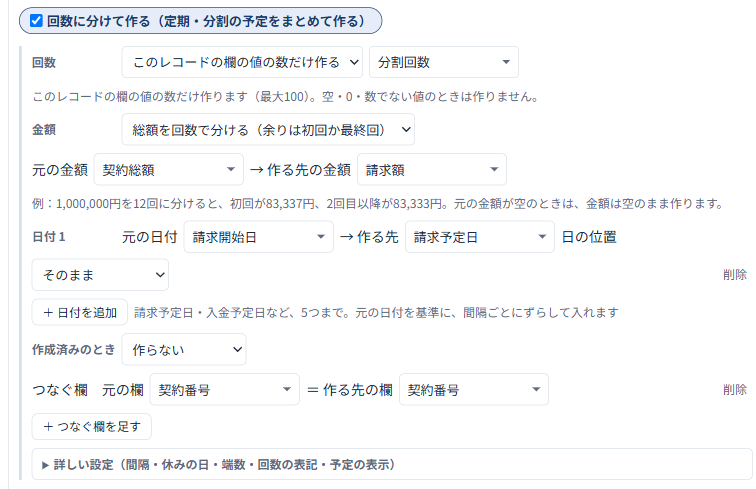 回数に分けて作る（定期・分割の予定をまとめて作る）
回数 このレコードの欄の値の数だけ作る 分割回数
このレコードの欄の値の数だけ作ります（最大100）。空・0・数でない値のときは作りません。
金額 総額を回数で分ける（余りは初回か最終回）
元の金額 契約総額 → 作る先の金額 請求額
例：1,000,000円を12回に分けると、初回が83,337円、2回目以降が83,333円。元の金額が空のときは、金額は空のまま作ります。
日付 1 元の日付 請求開始日 → 作る先 請求予定日 日の位置
そのまま 削除
＋ 日付を追加 請求予定日・入金予定日など、5つまで。元の日付を基準に、間隔ごとにずらして入れます
作成済みのとき 作らない
つなぐ欄 元の欄 契約番号 ＝ 作る先の欄 契約番号 削除
＋ つなぐ欄を足す
▶ 詳しい設定（間隔・休みの日・端数・回数の表記・予定の表示）